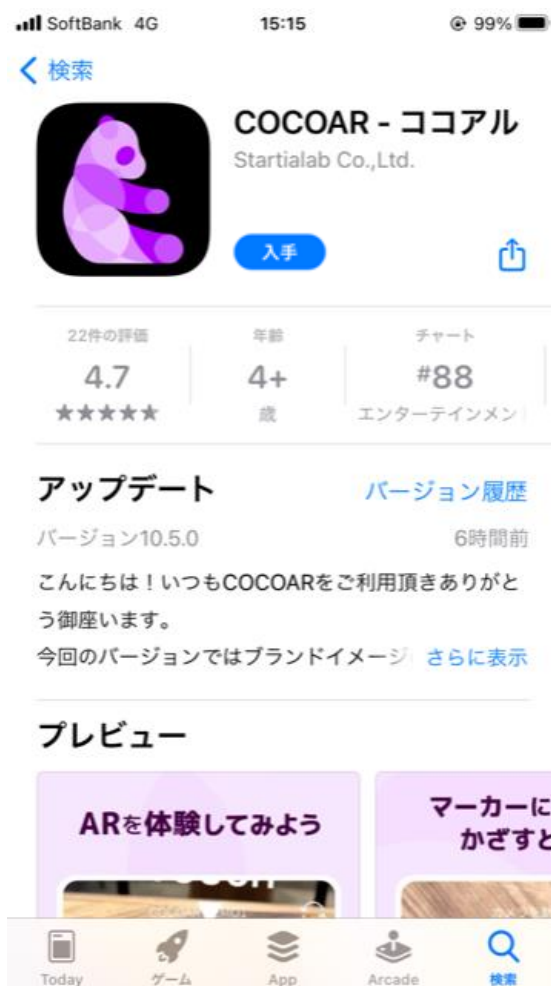 SoftBank 4G 15:15 99%
検索
COCOAR - ココアル
Startialab Co.,Ltd.
入手
22件の評価 年齢 チャート
4.7 4+ #88
★★★★★ 歳 エンターテインメン
アップデート バージョン履歴
バージョン10.5.0 6時間前
こんにちは！いつもCOCOARをご利用頂きありがと
う御座います。
今回のバージョンではブランドイメージ さらに表示
プレビュー
ARを体験してみよう
マーカーに
かざすと
Today ゲーム App Arcade 検索